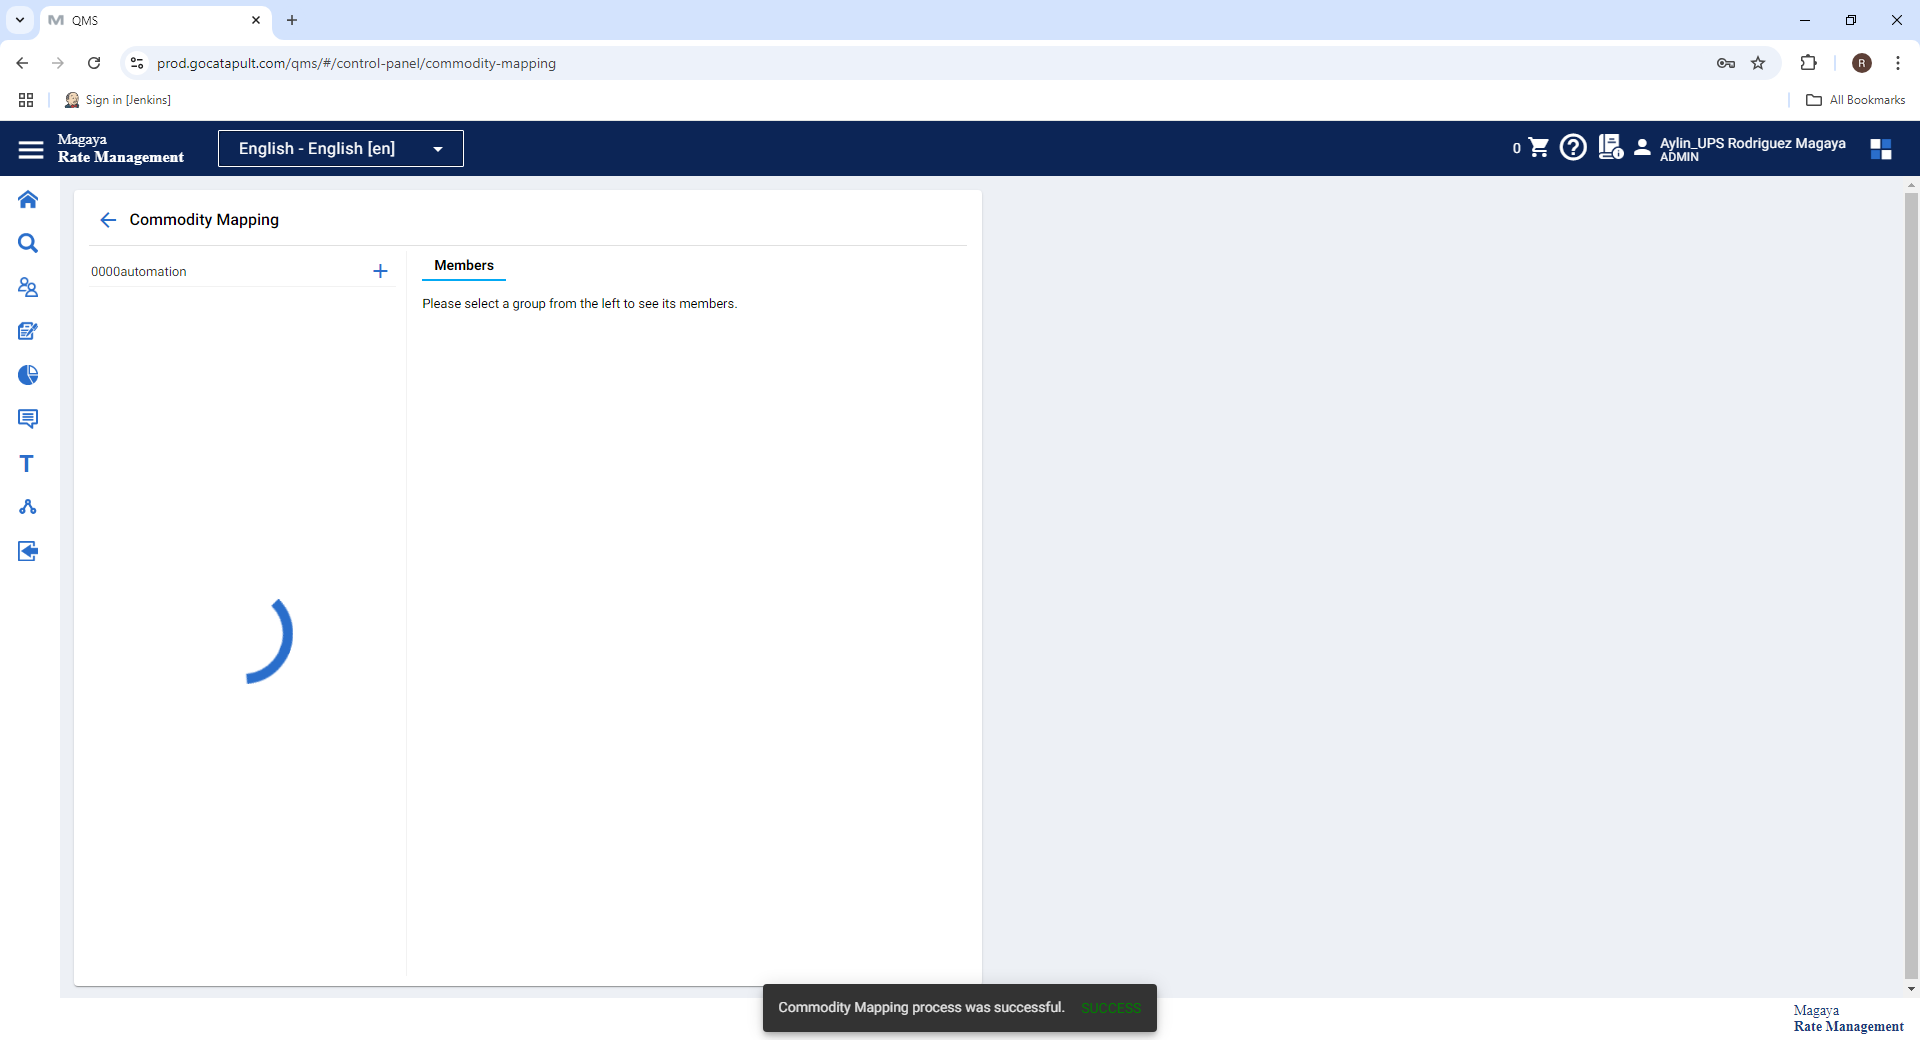 QMS
prod.gocatapult.com/qms/#/control-panel/commodity-mapping
R
Sign in [Jenkins]
All Bookmarks
Magaya
Rate Management
English - English [en]
0
Aylin_UPS Rodriguez Magaya
ADMIN
Commodity Mapping
0000automation
Members
Please select a group from the left to see its members.
T
Commodity Mapping process was successful. SUCCESS
Magaya
Rate Management